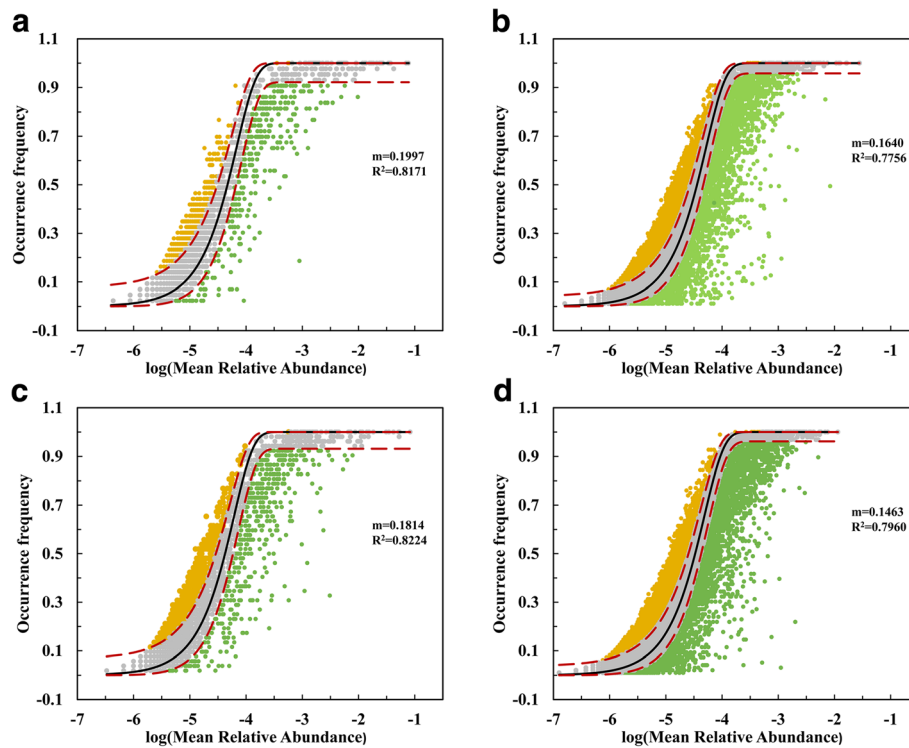 a
1.1
0.9
0.7
0.5
0.3
0.1
-0.1
Occurrence frequency
m=0.1997
R²=0.8171
-7 -6 -5 -4 -3 -2 -1 0
log(Mean Relative Abundance)
b
1.1
0.9
0.7
0.5
0.3
0.1
-0.1
Occurrence frequency
m=0.1640
R²=0.7756
-7 -6 -5 -4 -3 -2 -1
log(Mean Relative Abundance)
c
1.1
0.9
0.7
0.5
0.3
0.1
-0.1
Occurrence frequency
m=0.1814
R²=0.8224
-7 -6 -5 -4 -3 -2 -1 0
log(Mean Relative Abundance)
d
1.1
0.9
0.7
0.5
0.3
0.1
-0.1
Occurrence frequency
m=0.1463
R²=0.7960
-7 -6 -5 -4 -3 -2 -1
log(Mean Relative Abundance)